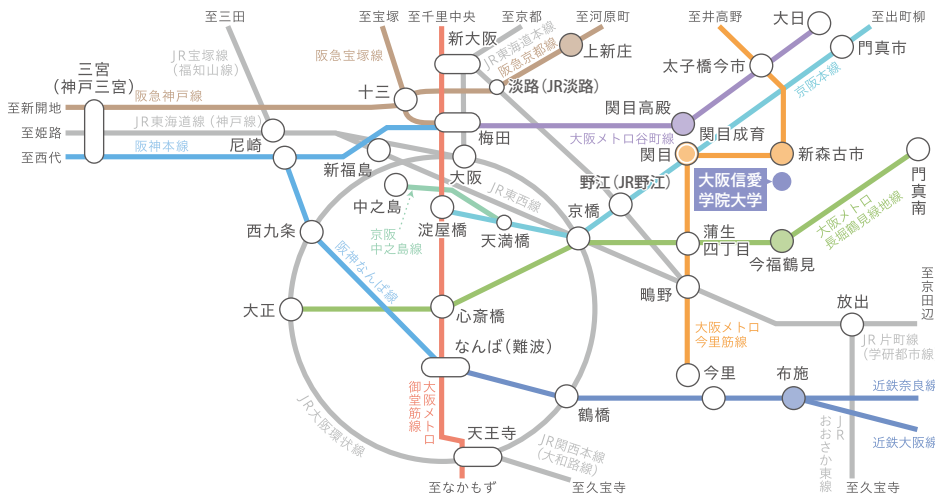 至三田
至宝塚
至千里中央
至京都
至河原町
至井高野
大日
至出町柳
新大阪
JR東海道本線
阪急京都線
上新庄
門真市
JR宝塚線
(福知山線)
阪急宝塚線
太子橋今市
京阪本線
三宮
(神戸三宮)
十三
淡路(JR淡路)
至新開地
阪急神戸線
関目高殿
至姫路
JR東海道線(神戸線)
梅田
大阪メトロ谷町線
関目成育
至西代
阪神本線
尼崎
新福島
大阪
関目
新森古市
門真南
中之島
JR東西線
野江(JR野江)
大阪信愛
学院大学
京橋
大阪メトロ
長堀鶴見緑地線
西九条
京阪
中之島線
淀屋橋
天満橋
蒲生
四丁目
今福鶴見
阪神なんば線
至京田辺
大正
心斎橋
鴫野
放出
なんば(難波)
大阪メトロ
今里筋線
JR片町線
(学研都市線)
大阪メトロ
御堂筋線
今里
布施
近鉄奈良線
JR大阪環状線
鶴橋
天王寺
JR関西本線
(大和路線)
JR
おおさか東線
近鉄大阪線
至なかもず
至久宝寺
至久宝寺